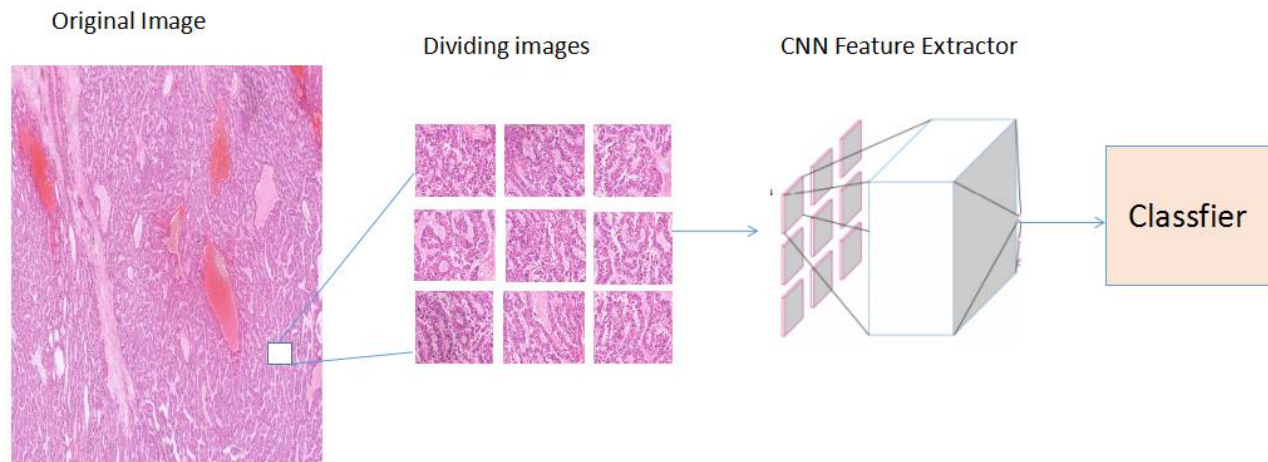 Original Image
Dividing images
CNN Feature Extractor
Classfier